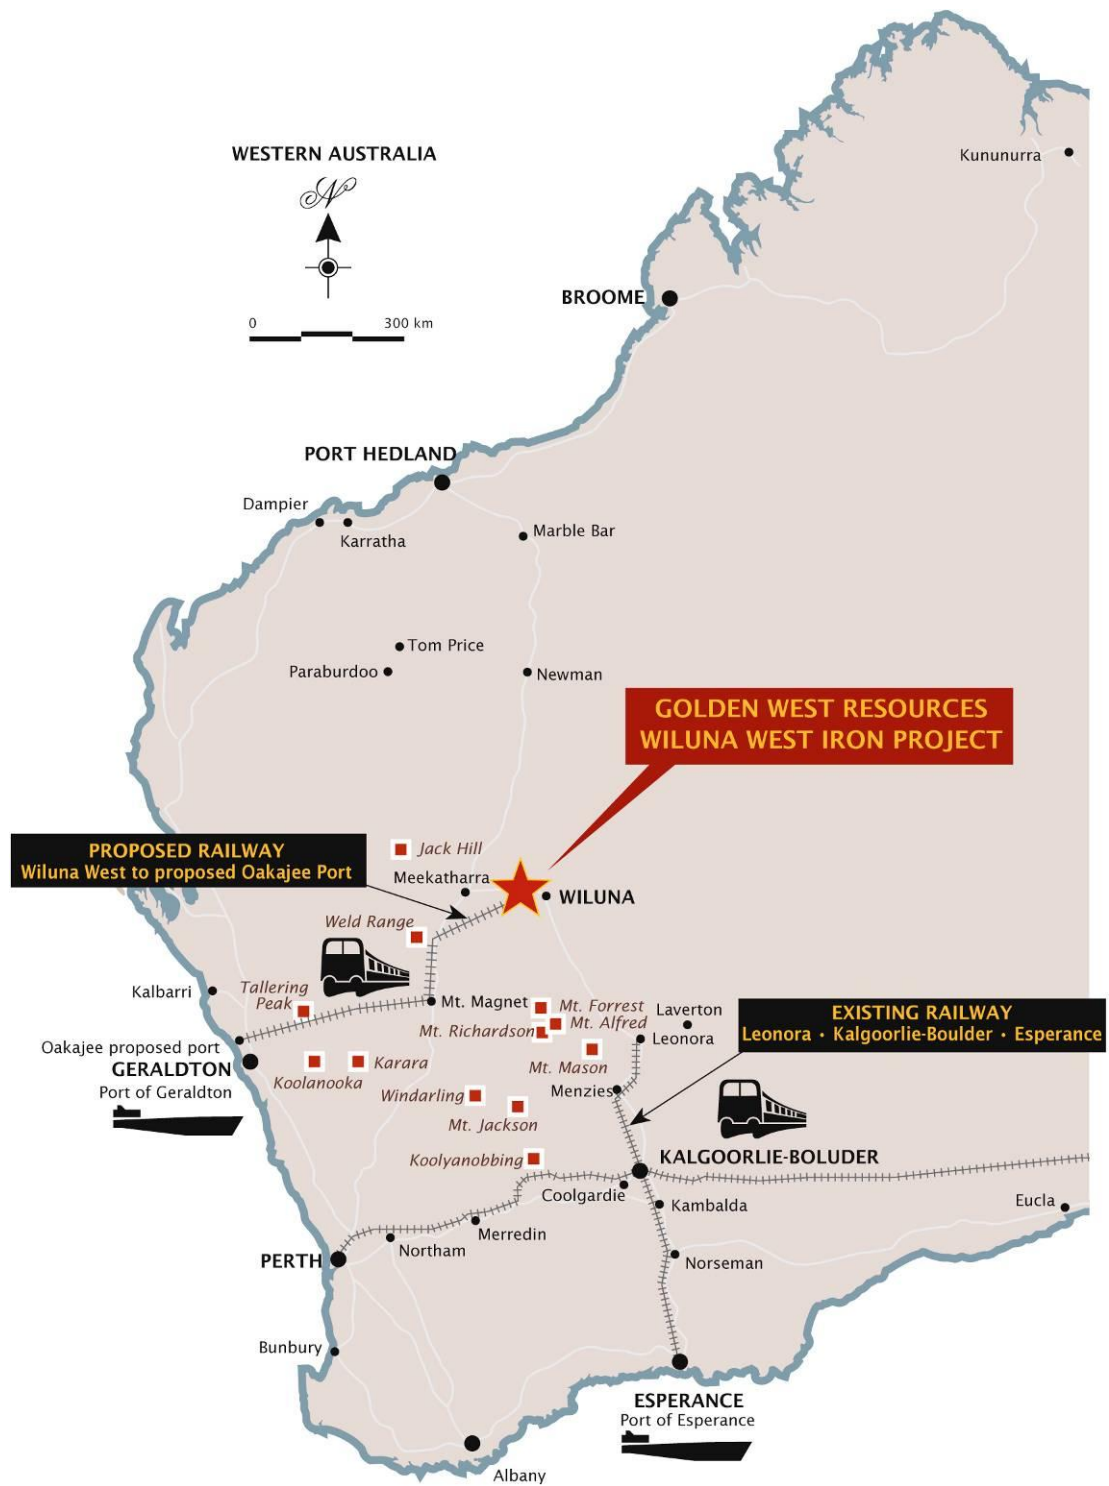 WESTERN AUSTRALIA
N
0 300 km
Kununurra
BROOME
PORT HEDLAND
Dampier
Karratha
Marble Bar
Tom Price
Paraburdoo
Newman
GOLDEN WEST RESOURCES
WILUNA WEST IRON PROJECT
PROPOSED RAILWAY
Wiluna West to proposed Oakajee Port
Jack Hill
Meekatharra
WILUNA
Weld Range
Kalbarri
Tallering
Peak
Mt. Magnet
Mt. Forrest
Mt. Alfred
Mt. Richardson
Laverton
Leonora
EXISTING RAILWAY
Leonora · Kalgoorlie-Boulder · Esperance
Oakajee proposed port
GERALDTON
Port of Geraldton
Koolanooka
Karara
Mt. Mason
Windarling
Menzies
Mt. Jackson
Koolyanobbing
KALGOORLIE-BOLUDER
Coolgardie
Kambalda
Eucla
Merredin
Northam
PERTH
Norseman
Bunbury
ESPERANCE
Port of Esperance
Albany